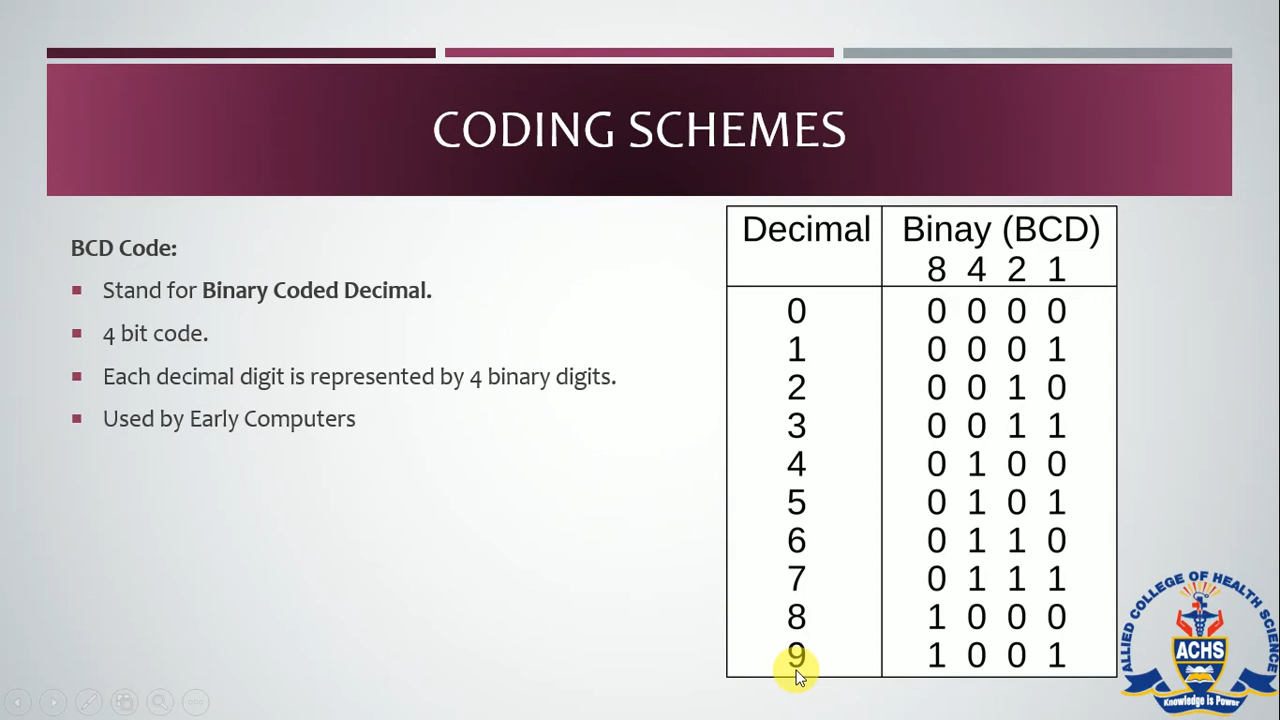 CODING SCHEMES
BCD Code:
Stand for Binary Coded Decimal.
4 bit code.
Each decimal digit is represented by 4 binary digits.
Used by Early Computers
Decimal Binay (BCD)
8 4 2 1
0 0 0 0 0
1 0 0 0 1
2 0 0 1 0
3 0 0 1 1
4 0 1 0 0
5 0 1 0 1
6 0 1 1 0
7 0 1 1 1
8 1 0 0 0
9 1 0 0 1
ALLIED COLLEGE OF HEALTH SCIENCE
ACHS
Knowledge is Power